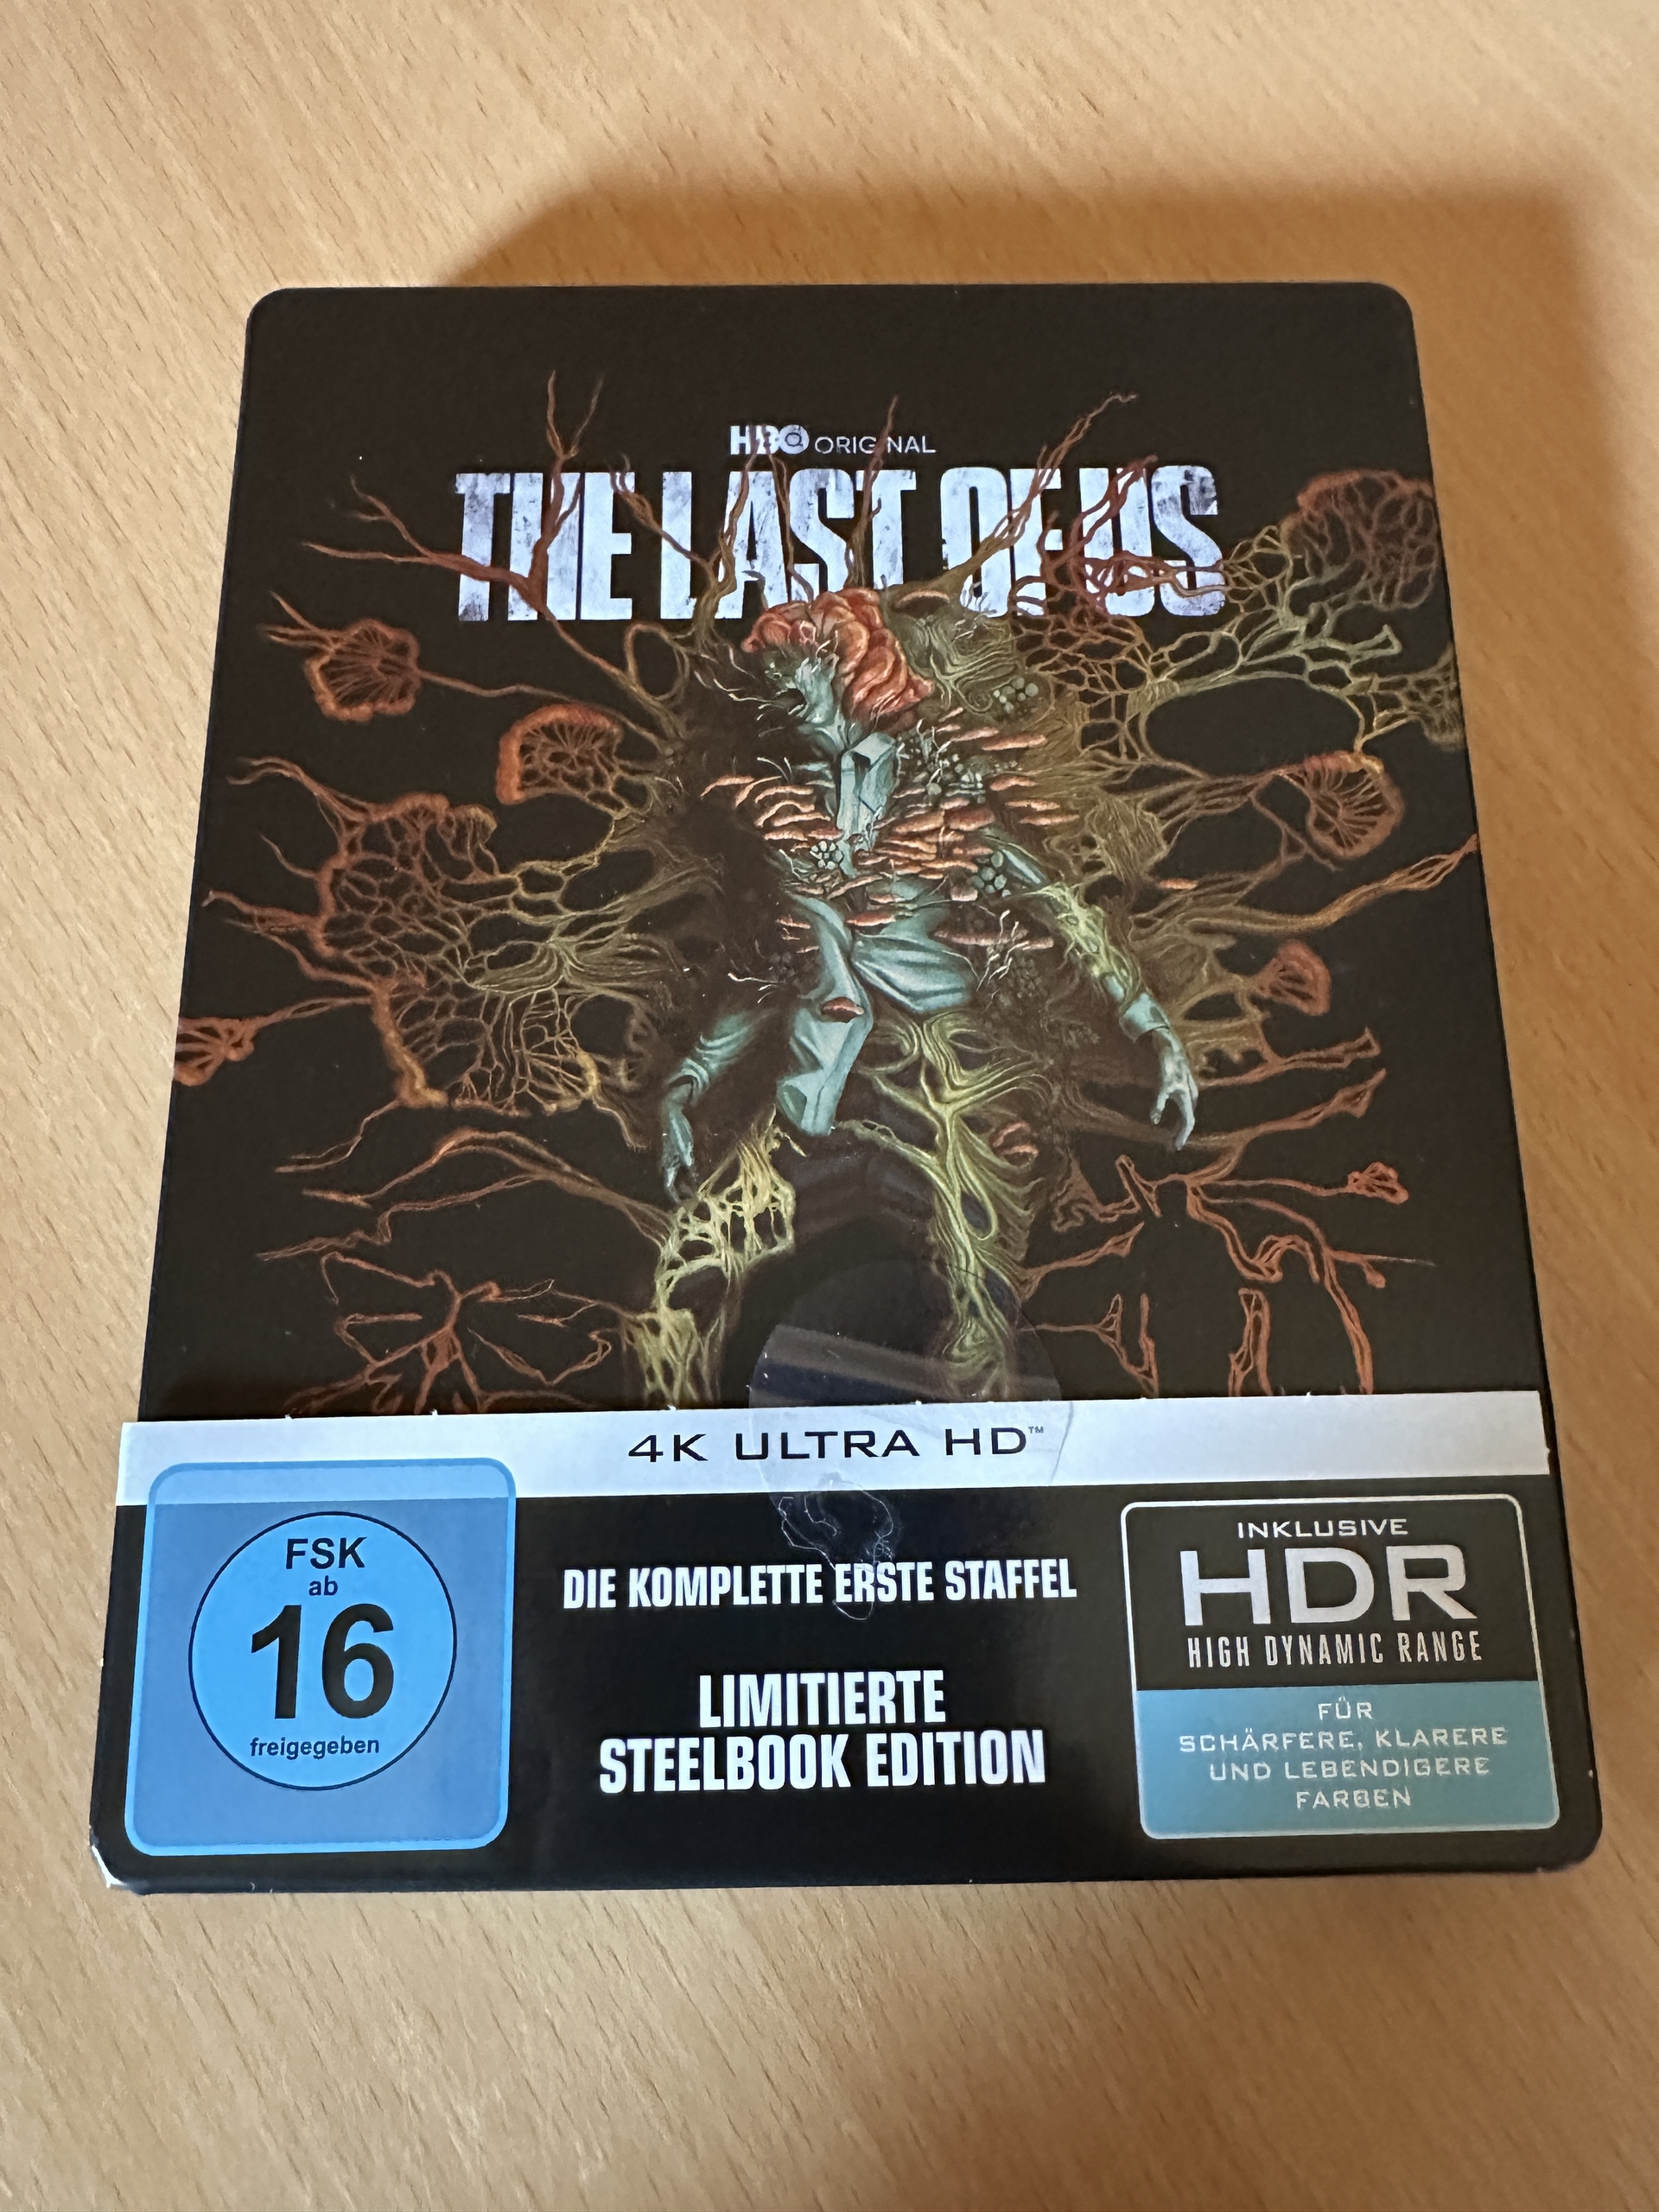 HBO ORIGINAL
THE LAST OF US
4K ULTRA HD™
FSK
ab
16
freigegeben
DIE KOMPLETTE ERSTE STAFFEL
LIMITIERTE
STEELBOOK EDITION
INKLUSIVE
HDR
HIGH DYNAMIC RANGE
FÜR
SCHÄRFERE, KLARERE
UND LEBENDIGERE
FARBEN